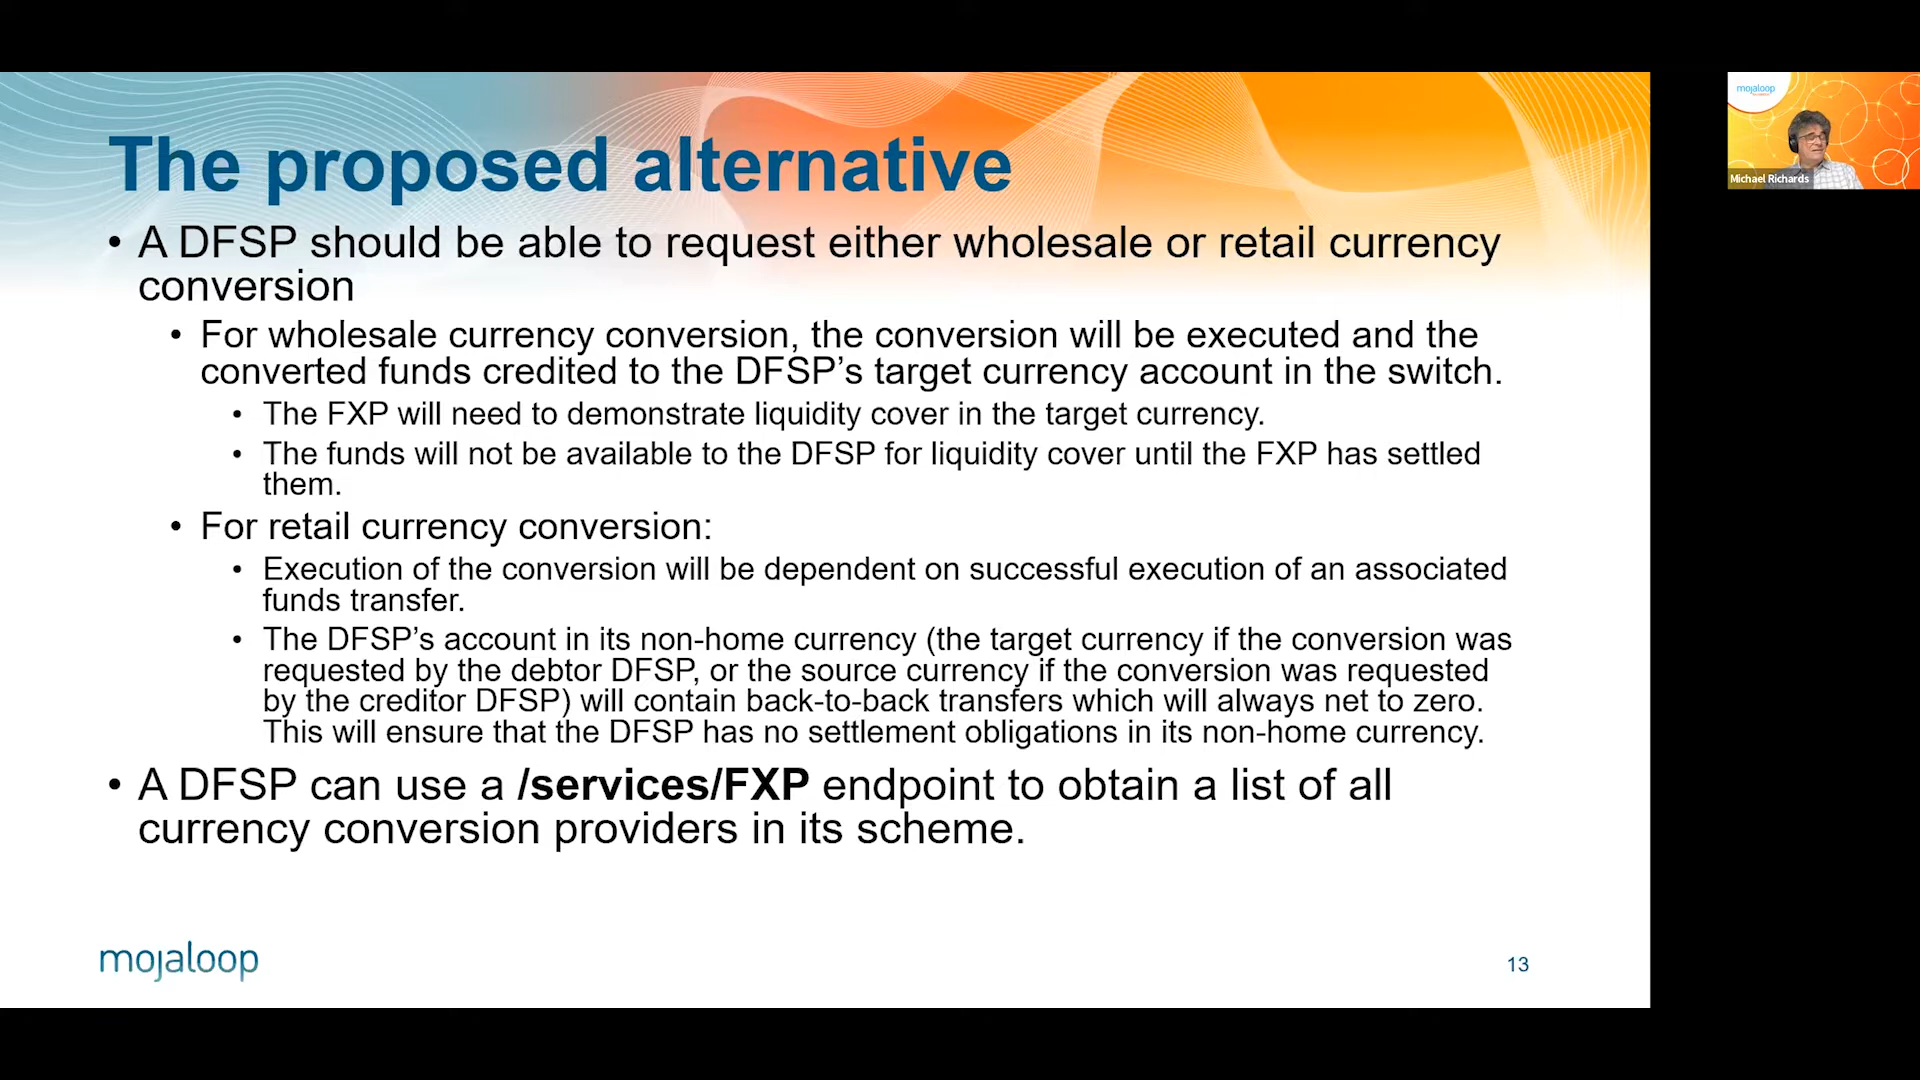 The proposed alternative
• A DFSP should be able to request either wholesale or retail currency
conversion
• For wholesale currency conversion, the conversion will be executed and the
converted funds credited to the DFSP’s target currency account in the switch.
• The FXP will need to demonstrate liquidity cover in the target currency.
• The funds will not be available to the DFSP for liquidity cover until the FXP has settled
them.
• For retail currency conversion:
• Execution of the conversion will be dependent on successful execution of an associated
funds transfer.
• The DFSP’s account in its non-home currency (the target currency if the conversion was
requested by the debtor DFSP, or the source currency if the conversion was requested
by the creditor DFSP) will contain back-to-back transfers which will always net to zero.
This will ensure that the DFSP has no settlement obligations in its non-home currency.
• A DFSP can use a /services/FXP endpoint to obtain a list of all
currency conversion providers in its scheme.
mojaloop
13
mojaloop
Michael Richards